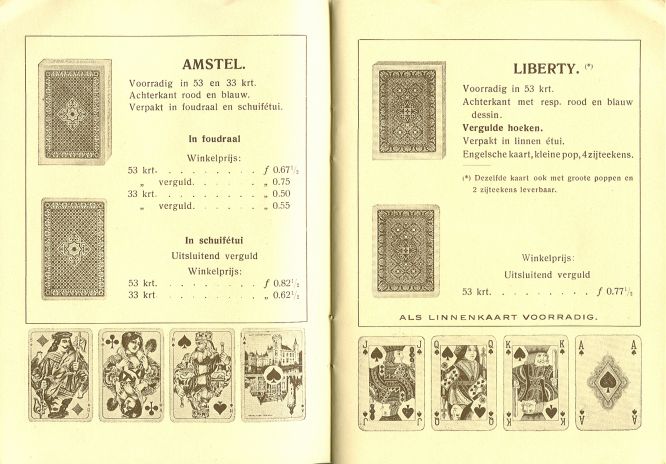 AMSTEL.
Voorradig in 53 en 33 krt.
Achterkant rood en blauw.
Verpakt in foudraal en schuifétui.
In foudraal
Winkelprijs:
53 krt. . . . . . . . . ƒ 0.67½
„ verguld. . . . . . „ 0.75
33 krt. . . . . . . . . „ 0.50
„ verguld. . . . . . „ 0.55
In schuifétui
Uitsluitend verguld
Winkelprijs:
53 krt. . . . . . . . ƒ 0.82½
33 krt . . . . . . . „ 0.62½
LIBERTY. (*)
Voorradig in 53 krt.
Achterkant met resp. rood en blauw
dessin.
Vergulde hoeken.
Verpakt in linnen étui.
Engelsche kaart, kleine pop, 4 zijteekens.
(*) Dezelfde kaart ook met groote poppen en
2 zijteekens leverbaar.
Winkelprijs:
Uitsluitend verguld
53 krt. . . . . . . . ƒ 0.77½
ALS LINNENKAART VOORRADIG.
J J Q Q K K A A
J J Q Q K K A A